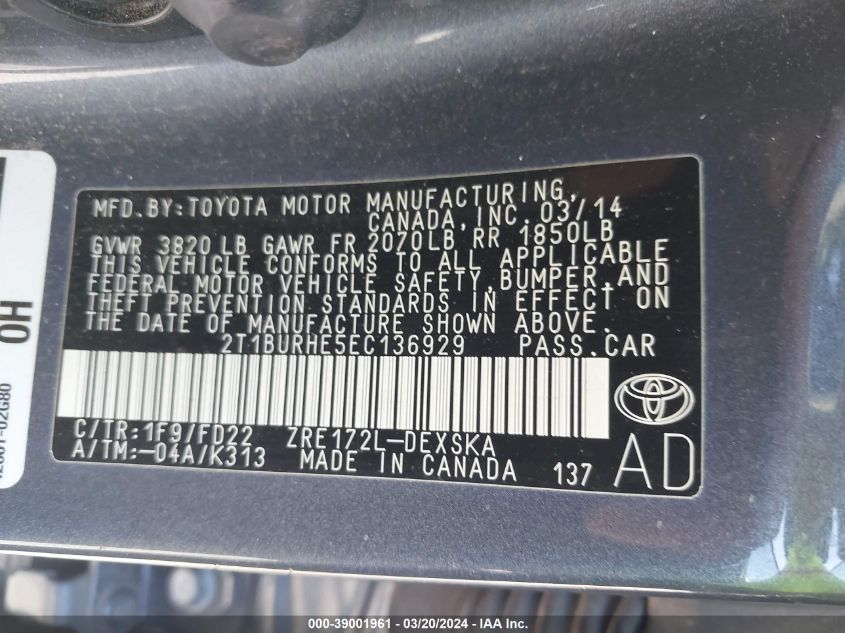 MFD.BY:TOYOTA MOTOR MANUFACTURING,
CANADA, INC. 03/14
GVWR 3820 LB GAWR FR 2070LB RR 1850LB
THIS VEHICLE CONFORMS TO ALL APPLICABLE
FEDERAL MOTOR VEHICLE SAFETY,BUMPER,AND
THEFT PREVENTION STANDARDS IN EFFECT ON
THE DATE OF MANUFACTURE SHOWN ABOVE.
2T1BURHE5EC136929 PASS.CAR
C/TR:1F9/FD22 ZRE172L-DEXSKA
A/TM:-04A/K313 MADE IN CANADA 137 AD
OH
000-39001961 - 03/20/2024 - IAA Inc.